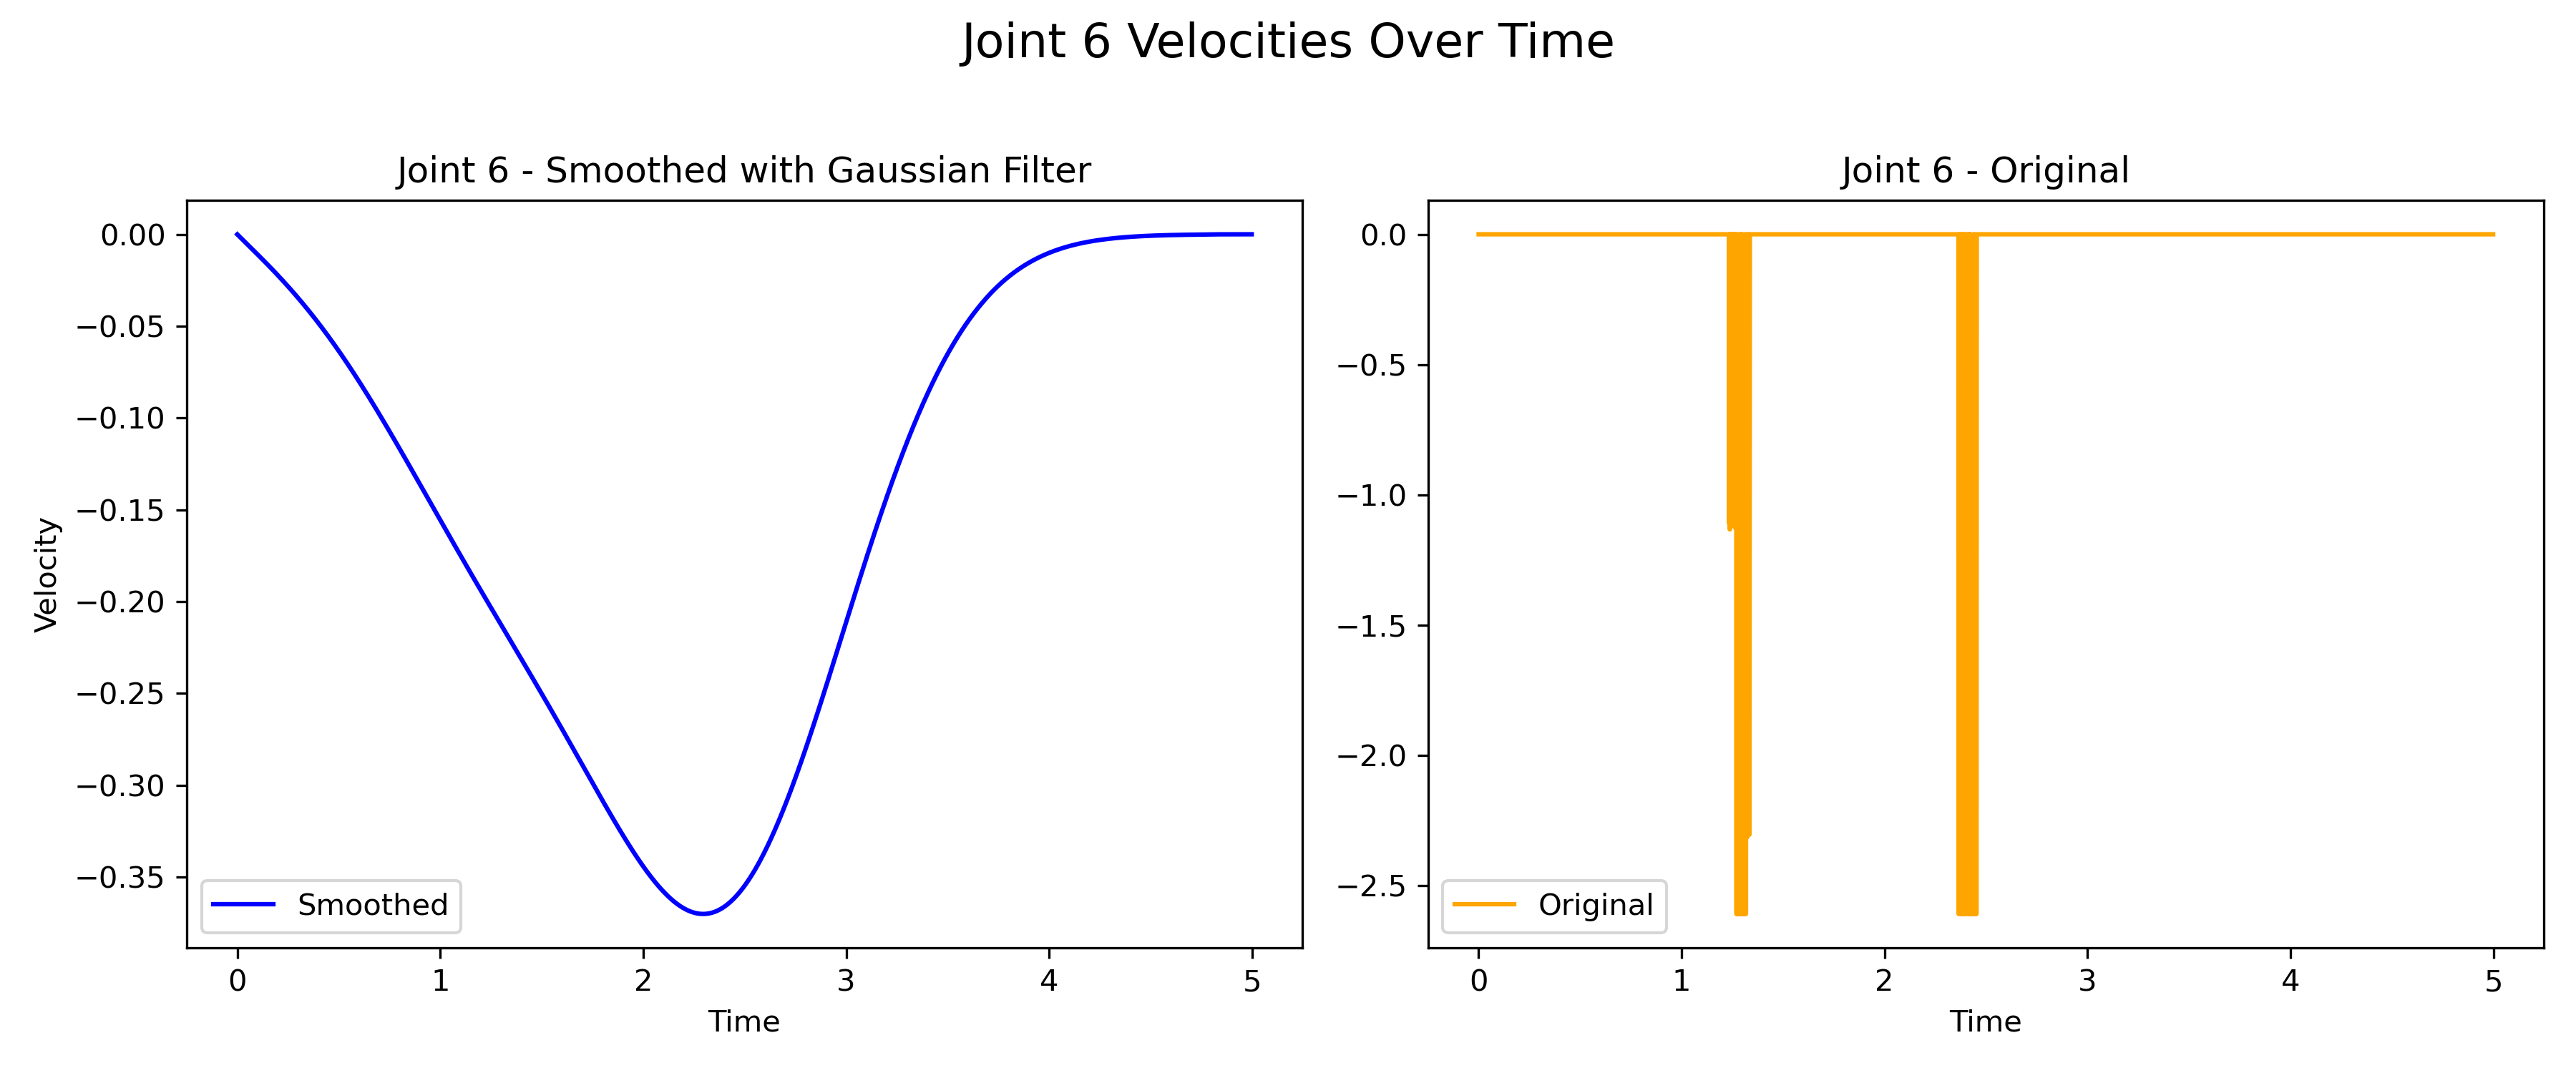 Joint 6 Velocities Over Time
Joint 6 - Smoothed with Gaussian Filter
0.00
−0.05
−0.10
−0.15
−0.20
−0.25
−0.30
−0.35
Velocity
Smoothed
0 1 2 3 4 5
Time
Joint 6 - Original
0.0
−0.5
−1.0
−1.5
−2.0
−2.5
Original
0 1 2 3 4 5
Time